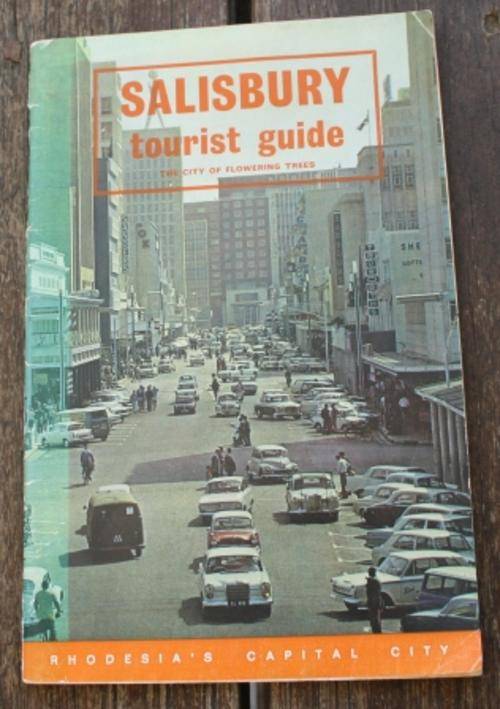 SALISBURY
tourist guide
THE CITY OF FLOWERING TREES
RHODESIA'S CAPITAL CITY